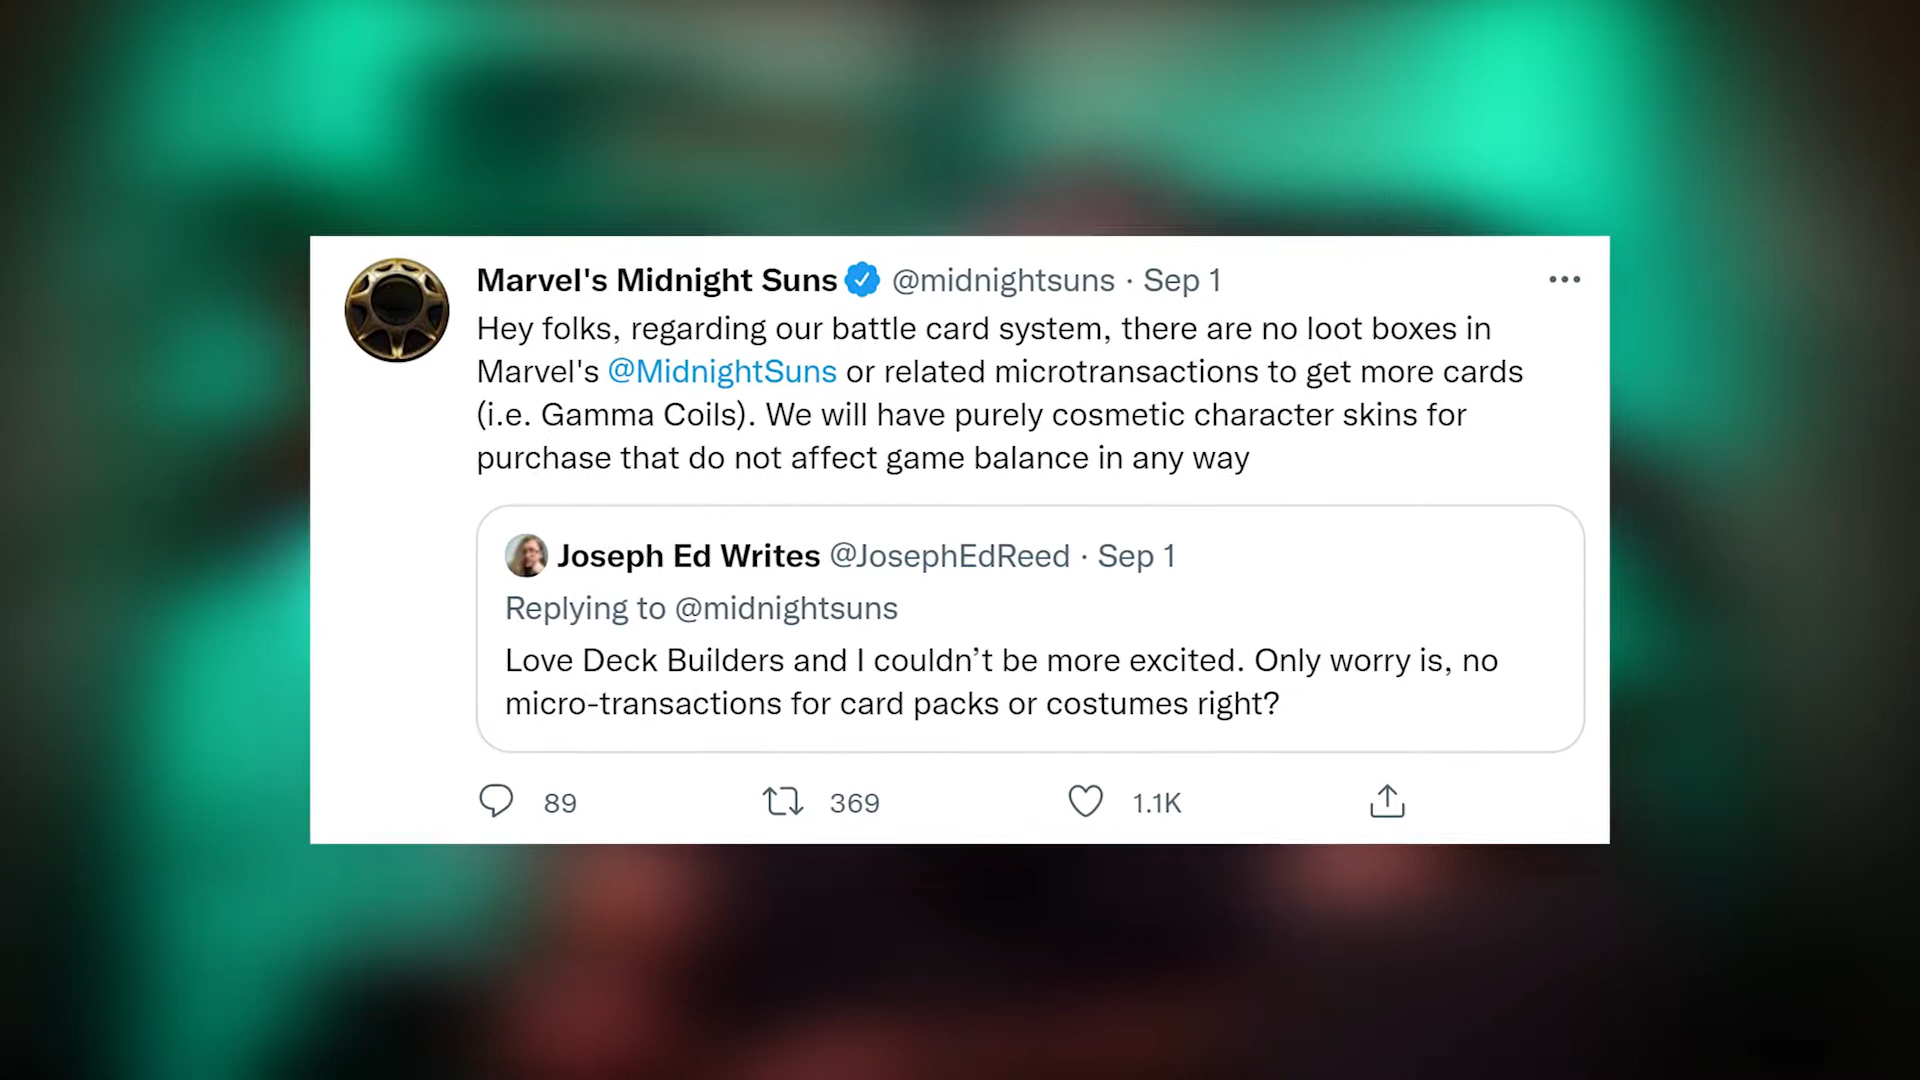 Marvel's Midnight Suns @midnightsuns · Sep 1
Hey folks, regarding our battle card system, there are no loot boxes in
Marvel's @MidnightSuns or related microtransactions to get more cards
(i.e. Gamma Coils). We will have purely cosmetic character skins for
purchase that do not affect game balance in any way
Joseph Ed Writes @JosephEdReed · Sep 1
Replying to @midnightsuns
Love Deck Builders and I couldn’t be more excited. Only worry is, no
micro-transactions for card packs or costumes right?
89 369 1.1K